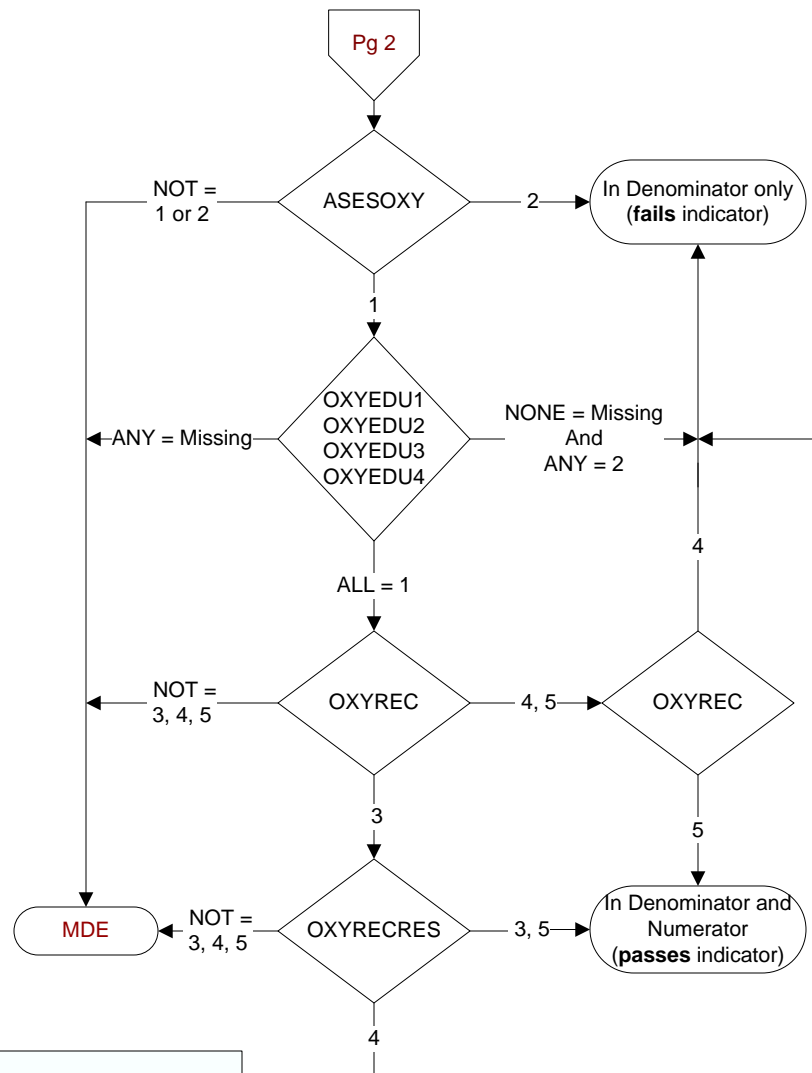 Pg 2
NOT =
1 or 2
ASESOXY
2
In Denominator only
(fails indicator)
1
ANY = Missing
OXYEDU1
OXYEDU2
OXYEDU3
OXYEDU4
NONE = Missing
And
ANY = 2
ALL = 1
4
NOT =
3, 4, 5
OXYREC
4, 5
OXYREC
3
5
MDE
NOT =
3, 4, 5
OXYRECRES
3, 5
In Denominator and
Numerator
(passes indicator)
4